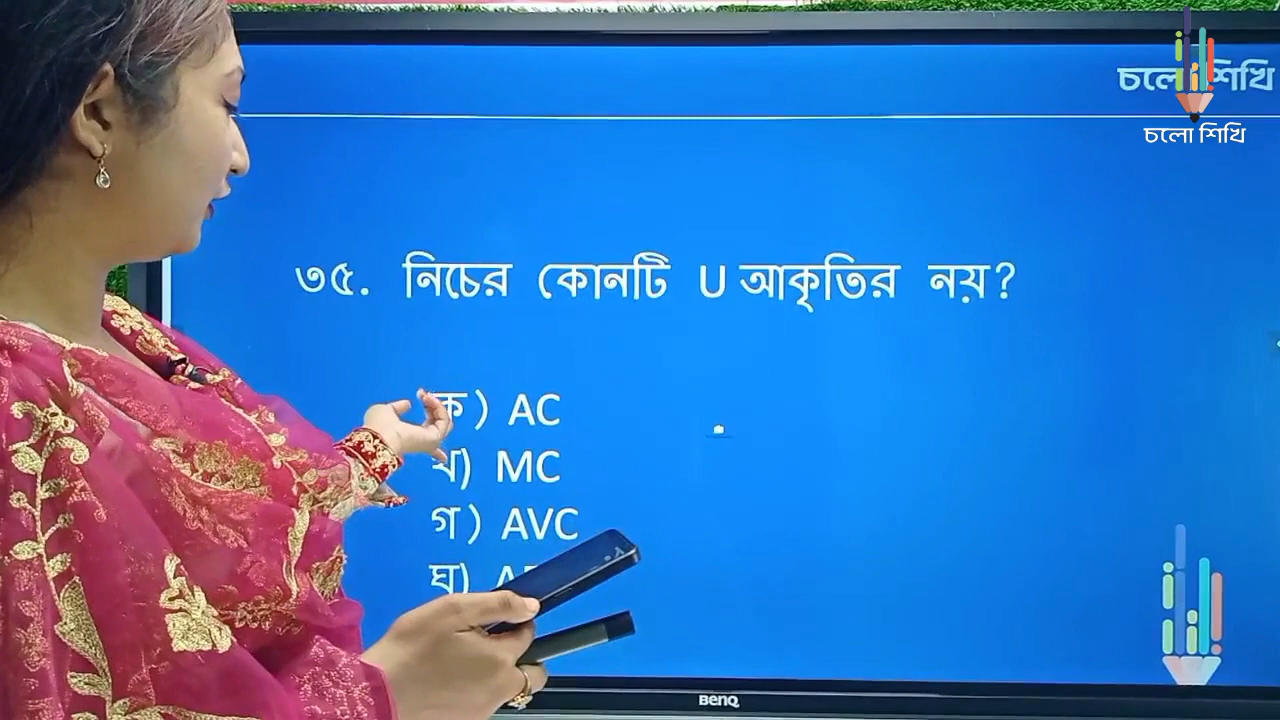 চলো শিখি
চলো শিখি
৩৫. নিচের কোনটি U আকৃতির নয়?
ক) AC
খ) MC
গ) AVC
ঘ)
BENQ